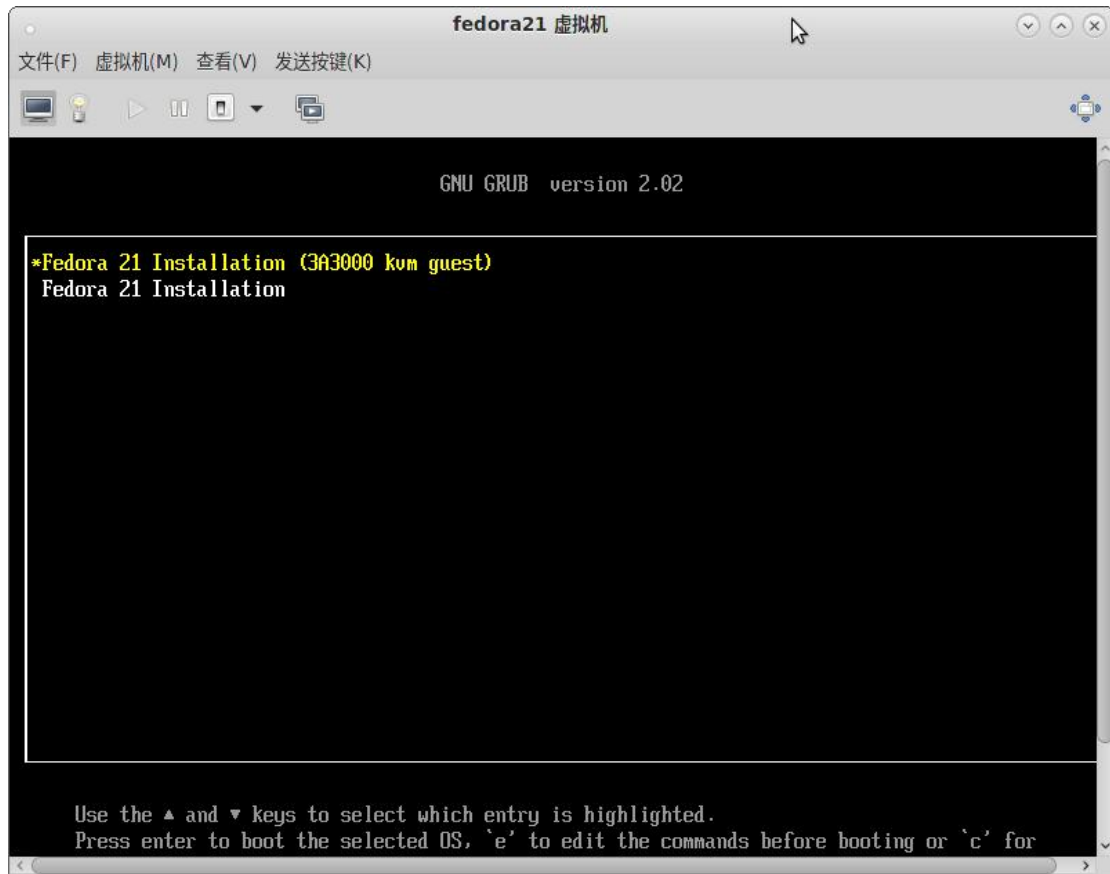 fedora21 虚拟机
文件(F) 虚拟机(M) 查看(V) 发送按键(K)
GNU GRUB version 2.02
*Fedora 21 Installation (3A3000 kvm guest)
Fedora 21 Installation
Use the ▲ and ▼ keys to select which entry is highlighted.
Press enter to boot the selected OS, `e' to edit the commands before booting or `c' for